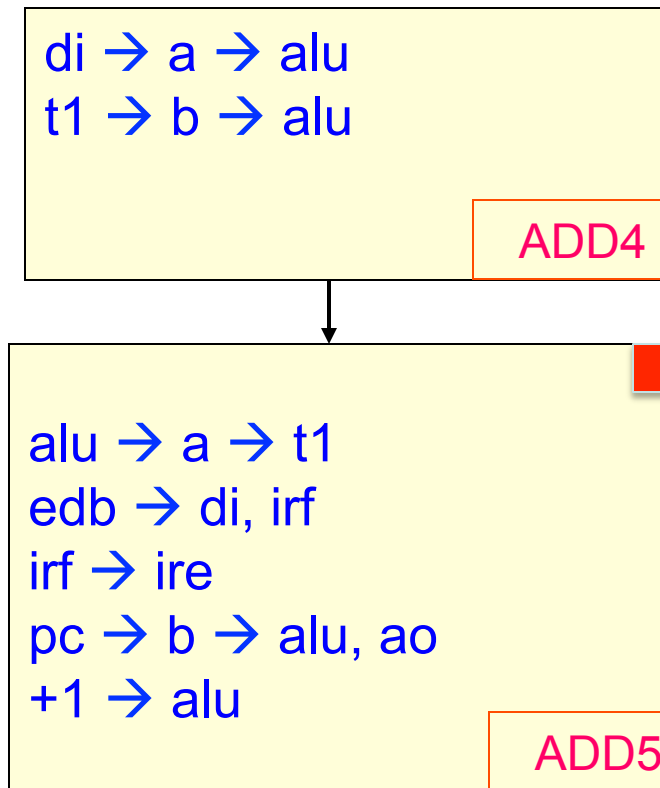 di → a → alu
t1 → b → alu
ADD4
alu → a → t1
edb → di, irf
irf → ire
pc → b → alu, ao
+1 → alu
ADD5